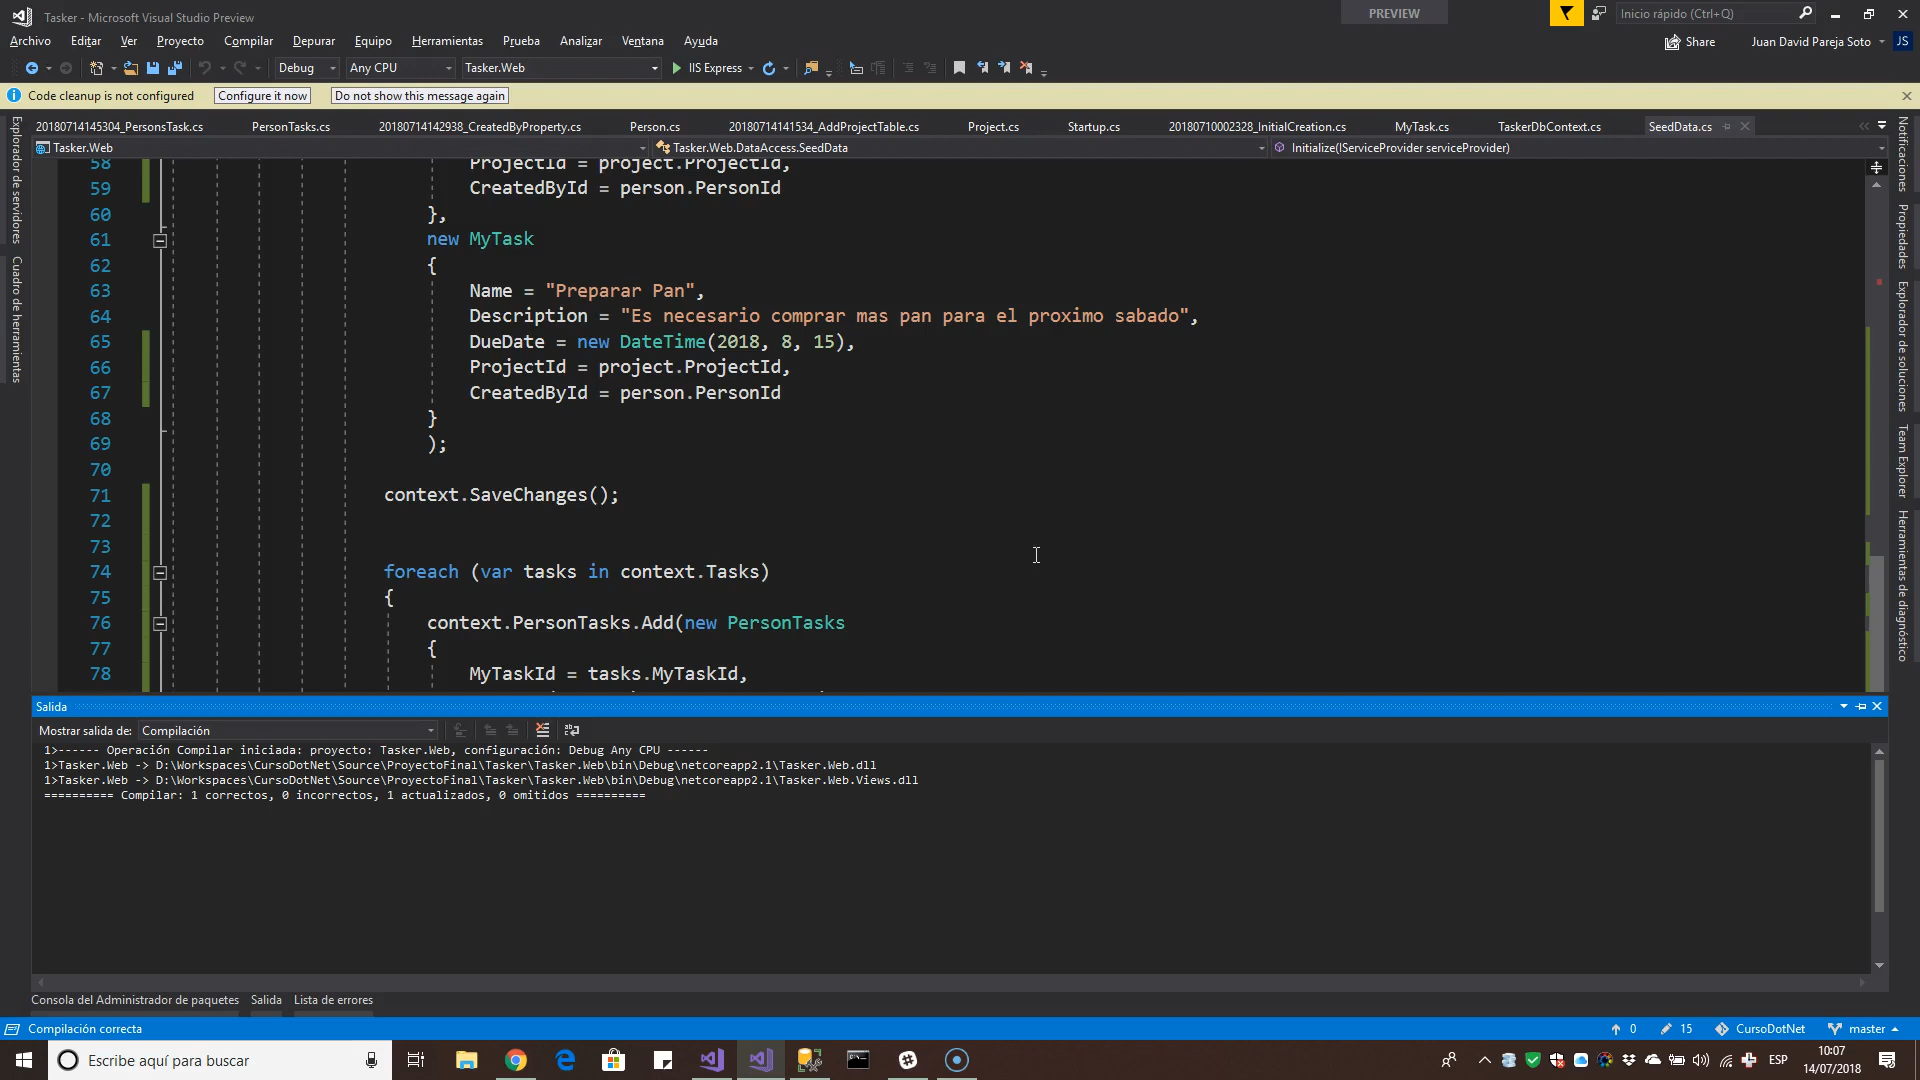 Tasker - Microsoft Visual Studio Preview
PREVIEW
Inicio rápido (Ctrl+Q)
Archivo Editar Ver Proyecto Compilar Depurar Equipo Herramientas Prueba Analizar Ventana Ayuda
Share Juan David Pareja Soto JS
Debug Any CPU Tasker.Web IIS Express
Code cleanup is not configured Configure it now Do not show this message again
20180714145304_PersonsTask.cs PersonTasks.cs 20180714142938_CreatedByProperty.cs Person.cs 20180714141534_AddProjectTable.cs Project.cs Startup.cs 20180710002328_InitialCreation.cs MyTask.cs TaskerDbContext.cs SeedData.cs
Tasker.Web Tasker.Web.DataAccess.SeedData Initialize(IServiceProvider serviceProvider)
Explorador de servidores
Cuadro de herramientas
58 ProjectId = project.ProjectId,
59 CreatedById = person.PersonId
60 },
61 new MyTask
62 {
63 Name = "Preparar Pan",
64 Description = "Es necesario comprar mas pan para el proximo sabado",
65 DueDate = new DateTime(2018, 8, 15),
66 ProjectId = project.ProjectId,
67 CreatedById = person.PersonId
68 }
69 );
70
71 context.SaveChanges();
72
73
74 foreach (var tasks in context.Tasks)
75 {
76 context.PersonTasks.Add(new PersonTasks
77 {
78 MyTaskId = tasks.MyTaskId,
Notificaciones
Propiedades
Explorador de soluciones
Team Explorer
Herramientas de diagnóstico
Salida
Mostrar salida de: Compilación
1>------ Operación Compilar iniciada: proyecto: Tasker.Web, configuración: Debug Any CPU ------
1>Tasker.Web -> D:\Workspaces\CursoDotNet\Source\ProyectoFinal\Tasker\Tasker.Web\bin\Debug\netcoreapp2.1\Tasker.Web.dll
1>Tasker.Web -> D:\Workspaces\CursoDotNet\Source\ProyectoFinal\Tasker\Tasker.Web\bin\Debug\netcoreapp2.1\Tasker.Web.Views.dll
========== Compilar: 1 correctos, 0 incorrectos, 1 actualizados, 0 omitidos ==========
Consola del Administrador de paquetes Salida Lista de errores
Compilación correcta 0 15 CursoDotNet master
Escribe aquí para buscar
ESP
10:07
14/07/2018